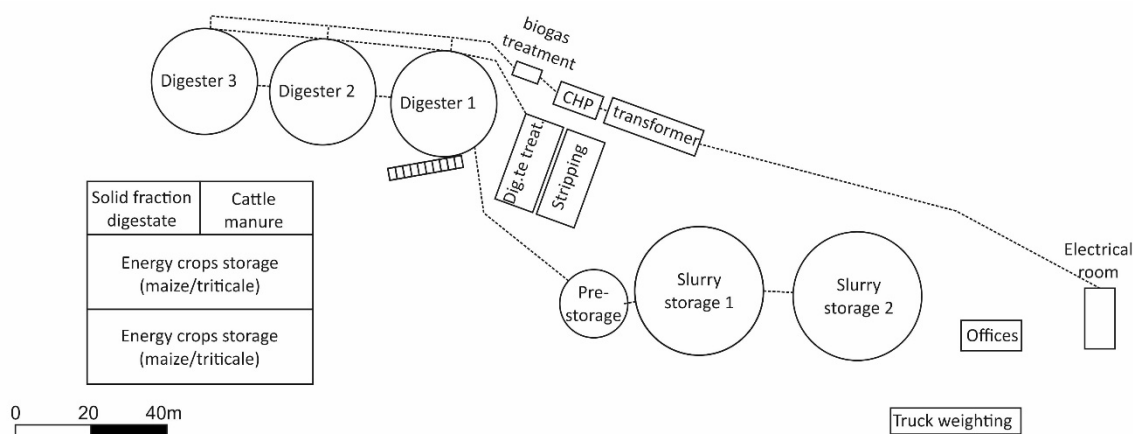 biogas
treatment
Digester 3
Digester 2
Digester 1
CHP
transformer
Dig.te treat.
Stripping
Solid fraction
digestate
Cattle
manure
Energy crops storage
(maize/triticale)
Energy crops storage
(maize/triticale)
Pre-
storage
Slurry
storage 1
Slurry
storage 2
Electrical
room
Offices
Truck weighting
0 20 40m